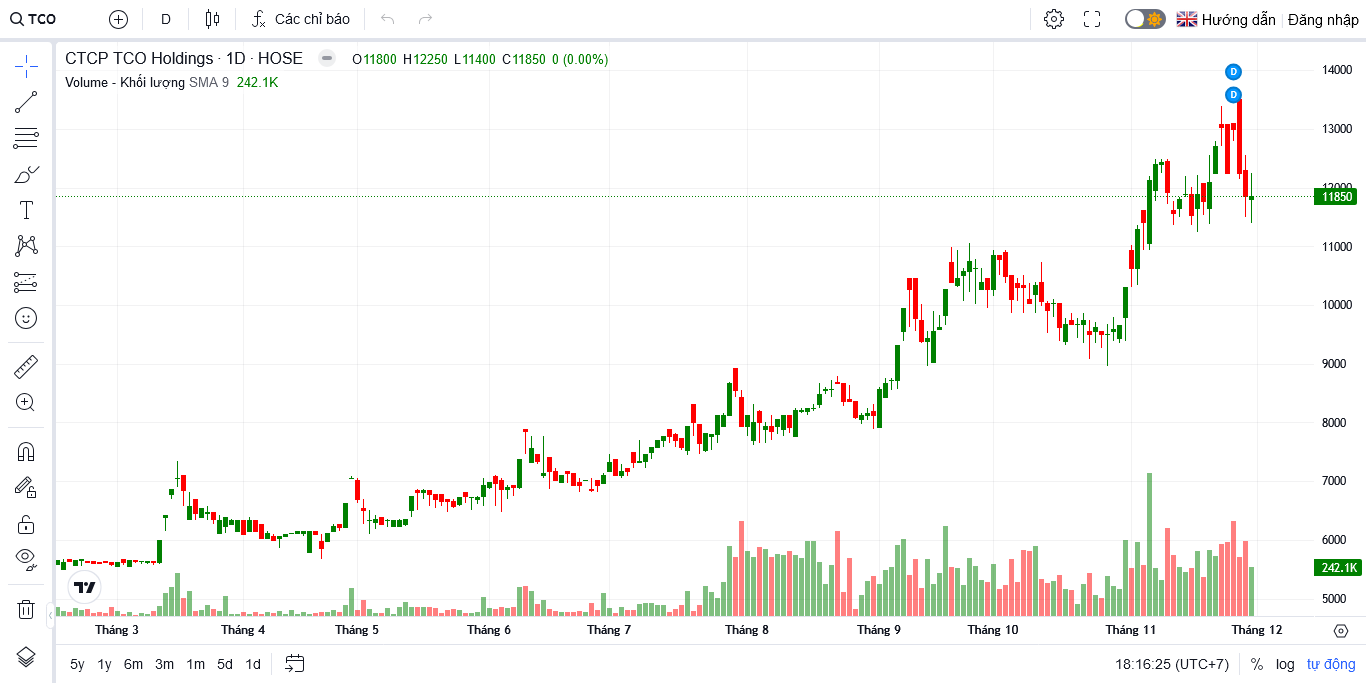 TCO D Các chỉ báo Hướng dẫn Đăng nhập
CTCP TCO Holdings · 1D · HOSE O11800 H12250 L11400 C11850 0 (0.00%)
Volume - Khối lượng SMA 9 242.1K
D
D
14000
13000
12000
11850
11000
10000
9000
8000
7000
6000
242.1K
5000
Tháng 3 Tháng 4 Tháng 5 Tháng 6 Tháng 7 Tháng 8 Tháng 9 Tháng 10 Tháng 11 Tháng 12
5y 1y 6m 3m 1m 5d 1d 18:16:25 (UTC+7) % log tự động